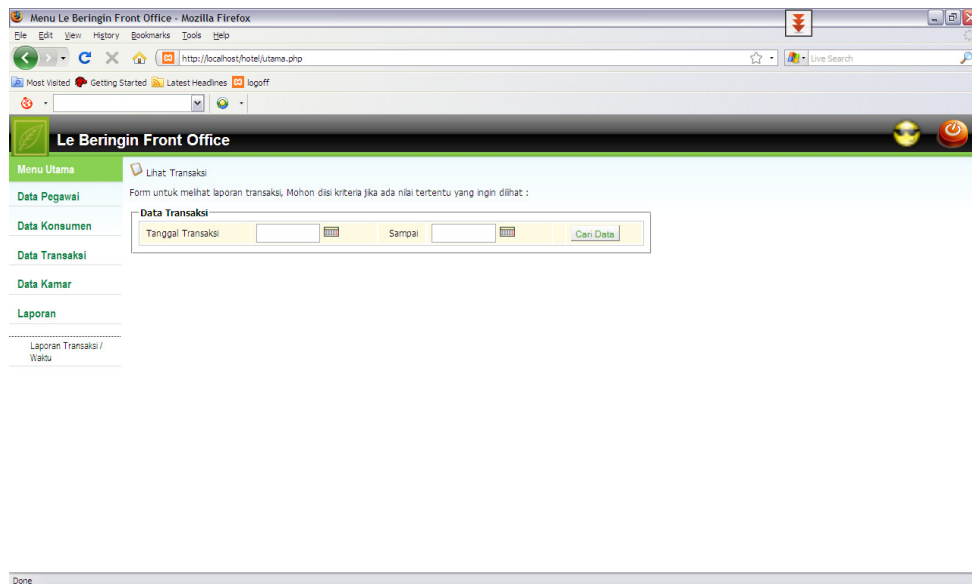 Menu Le Beringin Front Office - Mozilla Firefox
File Edit View History Bookmarks Tools Help
http://localhost/hotel/utama.php
Live Search
Most Visited Getting Started Latest Headlines logoff
Le Beringin Front Office
Menu Utama
Data Pegawai
Data Konsumen
Data Transaksi
Data Kamar
Laporan
Laporan Transaksi /
Waktu
Lihat Transaksi
Form untuk melihat laporan transaksi, Mohon diisi kriteria jika ada nilai tertentu yang ingin dilihat :
Data Transaksi
Tanggal Transaksi Sampai Cari Data
Done